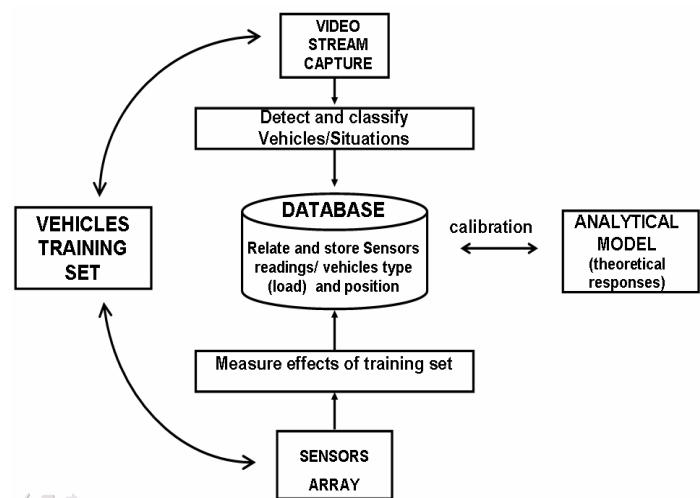 VIDEO
STREAM
CAPTURE
Detect and classify
Vehicles/Situations
VEHICLES
TRAINING
SET
DATABASE
Relate and store Sensors
readings/ vehicles type
(load) and position
calibration
ANALYTICAL
MODEL
(theoretical
responses)
Measure effects of training set
SENSORS
ARRAY